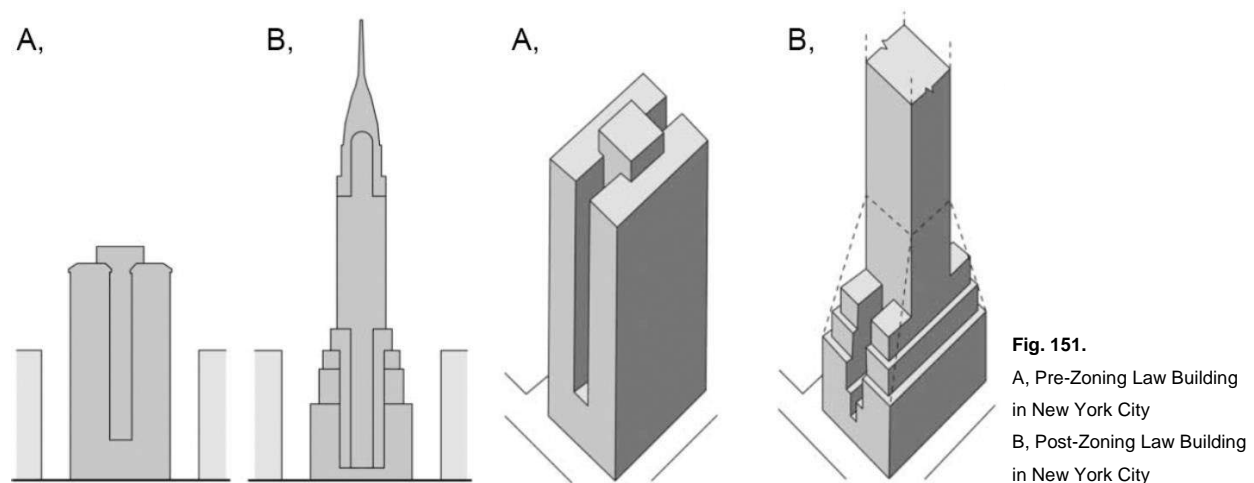 A,
B,
A,
B,
Fig. 151.
A, Pre-Zoning Law Building
in New York City
B, Post-Zoning Law Building
in New York City